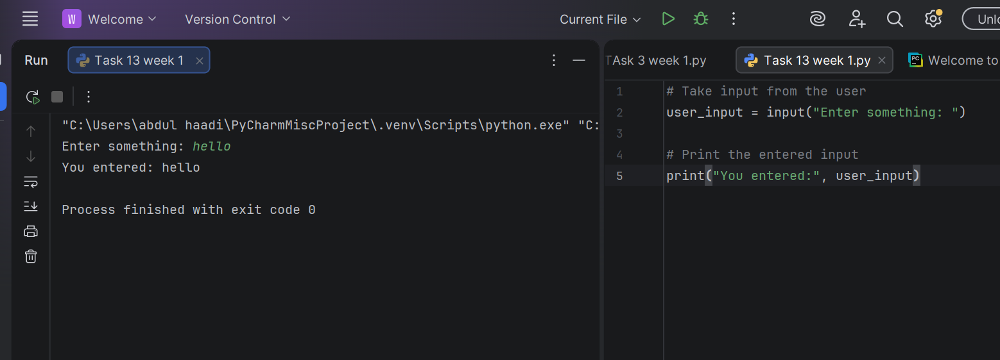 W Welcome Version Control Current File
Run Task 13 week 1
TAsk 3 week 1.py Task 13 week 1.py PC Welcome to
"C:\Users\abdul haadi\PyCharmMiscProject\.venv\Scripts\python.exe" "C:
Enter something: hello
You entered: hello
Process finished with exit code 0
1 # Take input from the user
2 user_input = input("Enter something: ")
3
4 # Print the entered input
5 print("You entered:", user_input)